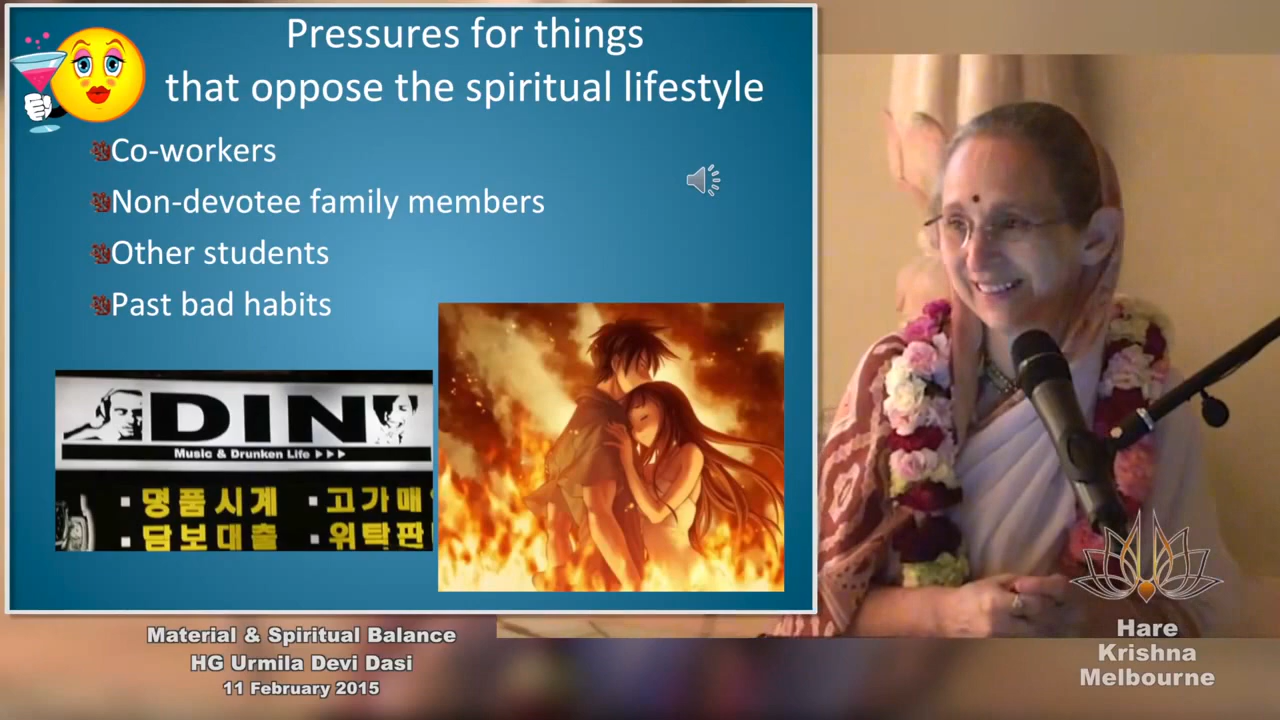 Pressures for things
that oppose the spiritual lifestyle
Co-workers
Non-devotee family members
Other students
Past bad habits
DIN
Music & Drunken Life ▶▶▶
명품시계
고가매
담보대출
위탁판
Material & Spiritual Balance
HG Urmila Devi Dasi
11 February 2015
Hare
Krishna
Melbourne